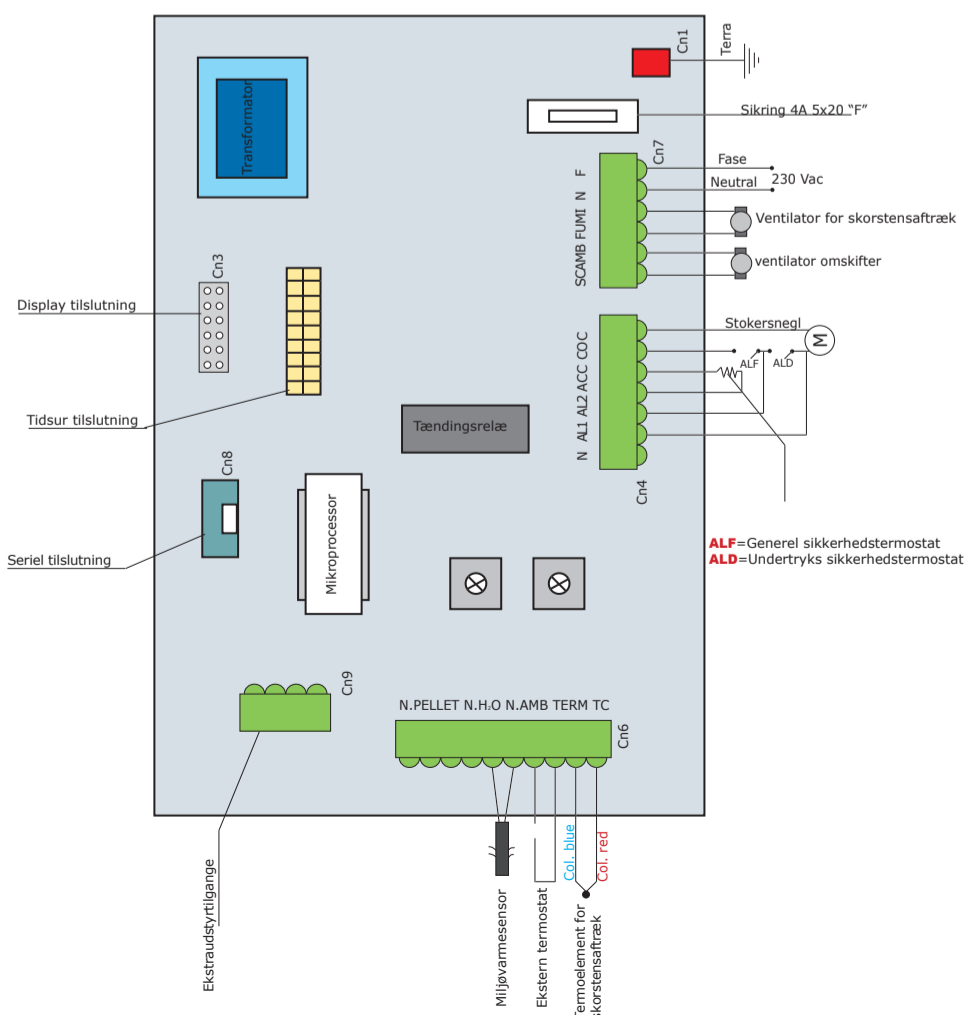 Cn1
Terra
Transformator
Sikring 4A 5x20 “F”
Cn7
Fase
Neutral
230 Vac
SCAMB FUMI N F
Ventilator for skorstensaftræk
ventilator omskifter
Cn3
Display tilslutning
Stokersnegl
M
ALF
ALD
N AL1 AL2 ACC COC
Cn4
Tidsur tilslutning
Tændingsrelæ
Cn8
Mikroprocessor
Seriel tilslutning
ALF=Generel sikkerhedstermostat
ALD=Undertryks sikkerhedstermostat
Cn9
N.PELLET N.H₂O N.AMB TERM TC
Cn6
Col. blue
Col. red
Ekstraudstyrtilgange
Miljøvarmesensor
Ekstern termostat
Termoelement for
skorstensaftræk